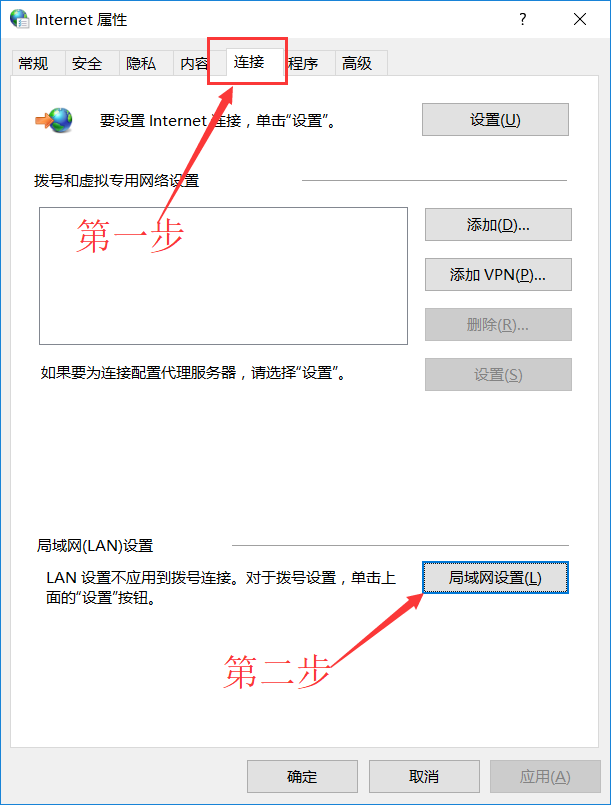 Internet 属性
?
常规 安全 隐私 内容 连接 程序 高级
要设置 Internet 连接，单击“设置”。
设置(U)
拨号和虚拟专用网络设置
第一步
添加(D)...
添加 VPN(P)...
删除(R)...
如果要为连接配置代理服务器，请选择“设置”。
设置(S)
局域网(LAN)设置
LAN 设置不应用到拨号连接。对于拨号设置，单击上
面的“设置”按钮。
局域网设置(L)
第二步
确定 取消 应用(A)